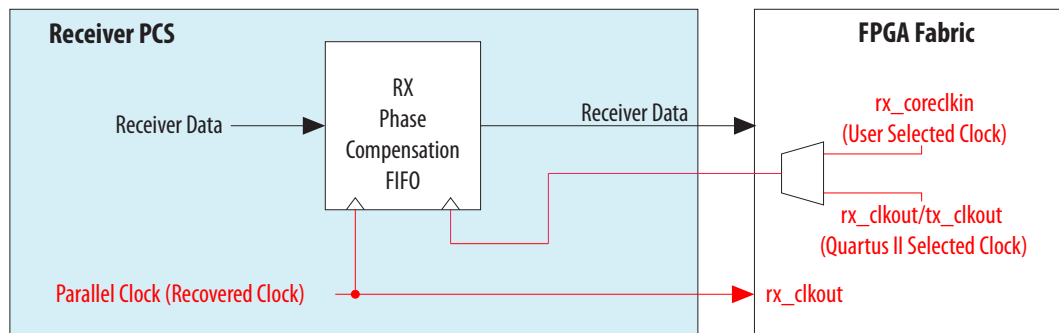 Receiver PCS
FPGA Fabric
RX
Phase
Compensation
FIFO
Receiver Data
Receiver Data
rx_coreclkin
(User Selected Clock)
rx_clkout/tx_clkout
(Quartus II Selected Clock)
Parallel Clock (Recovered Clock)
rx_clkout